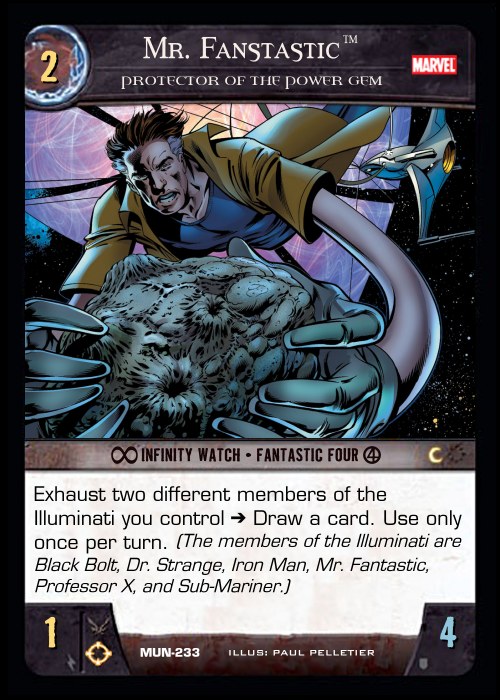 2
Mr. Fanstastic™
Protector of the Power Gem
MARVEL
INFINITY WATCH • FANTASTIC FOUR 4
Exhaust two different members of the
Illuminati you control ➔ Draw a card. Use only
once per turn. (The members of the Illuminati are
Black Bolt, Dr. Strange, Iron Man, Mr. Fantastic,
Professor X, and Sub-Mariner.)
1
MUN-233 ILLUS: PAUL PELLETIER
4